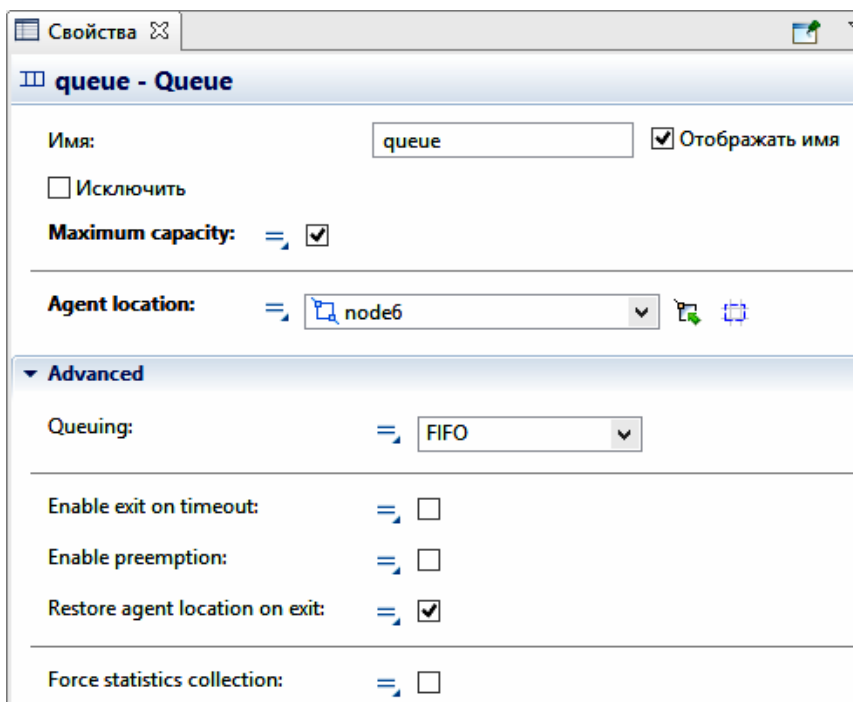 Свойства
queue - Queue
Имя: queue Отображать имя
Исключить
Maximum capacity:
Agent location: node6
Advanced
Queuing: FIFO
Enable exit on timeout:
Enable preemption:
Restore agent location on exit:
Force statistics collection: